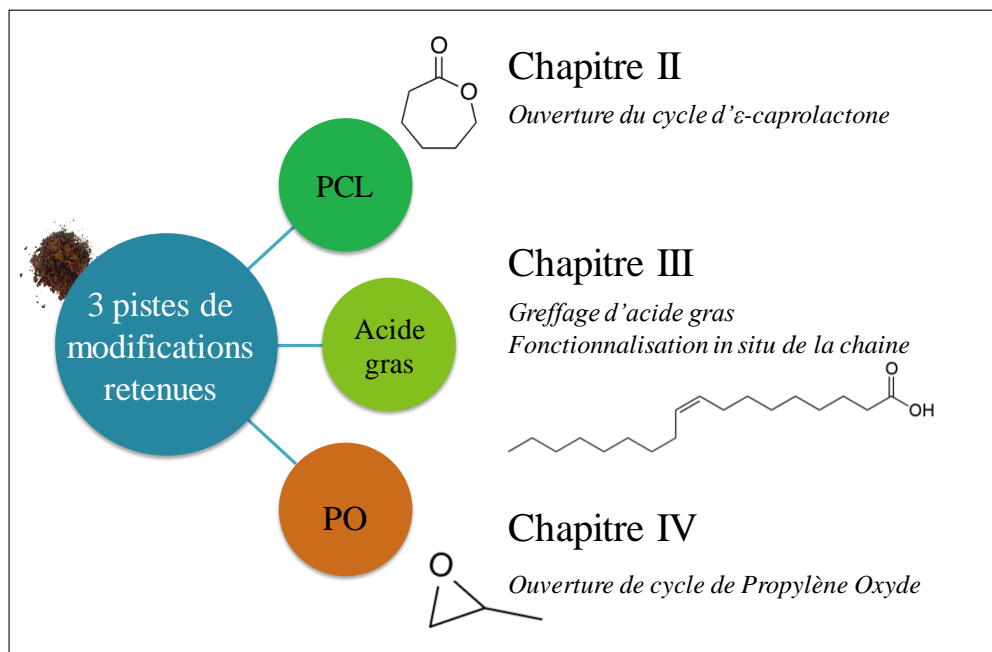 O
O
Chapitre II
Ouverture du cycle d'ε-caprolactone
PCL
3 pistes de
modifications
retenues
Acide
gras
Chapitre III
Greffage d'acide gras
Fonctionnalisation in situ de la chaine
O
OH
PO
Chapitre IV
Ouverture de cycle de Propylène Oxyde
O